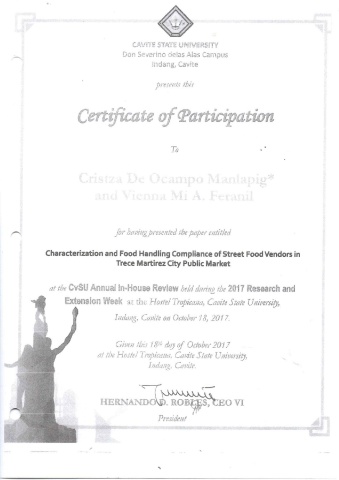 CAVITE STATE UNIVERSITY
Don Severino delas Alas Campus
Indang, Cavite
presents this
Certificate of Participation
To
Cristza De Ocampo Manlapig*
and Vienna Mi A. Feranil
for having presented the paper entitled
Characterization and Food Handling Compliance of Street Food Vendors in
Trece Martirez City Public Market
at the CvSU Annual In-House Review held during the 2017 Research and
Extension Week at the Hostel Tropicana, Cavite State University,
Indang, Cavite on October 18, 2017.
Given this 18th day of October 2017
at the Hostel Tropicana, Cavite State University,
Indang, Cavite.
HERNANDO D. ROBLES, CEO VI
President